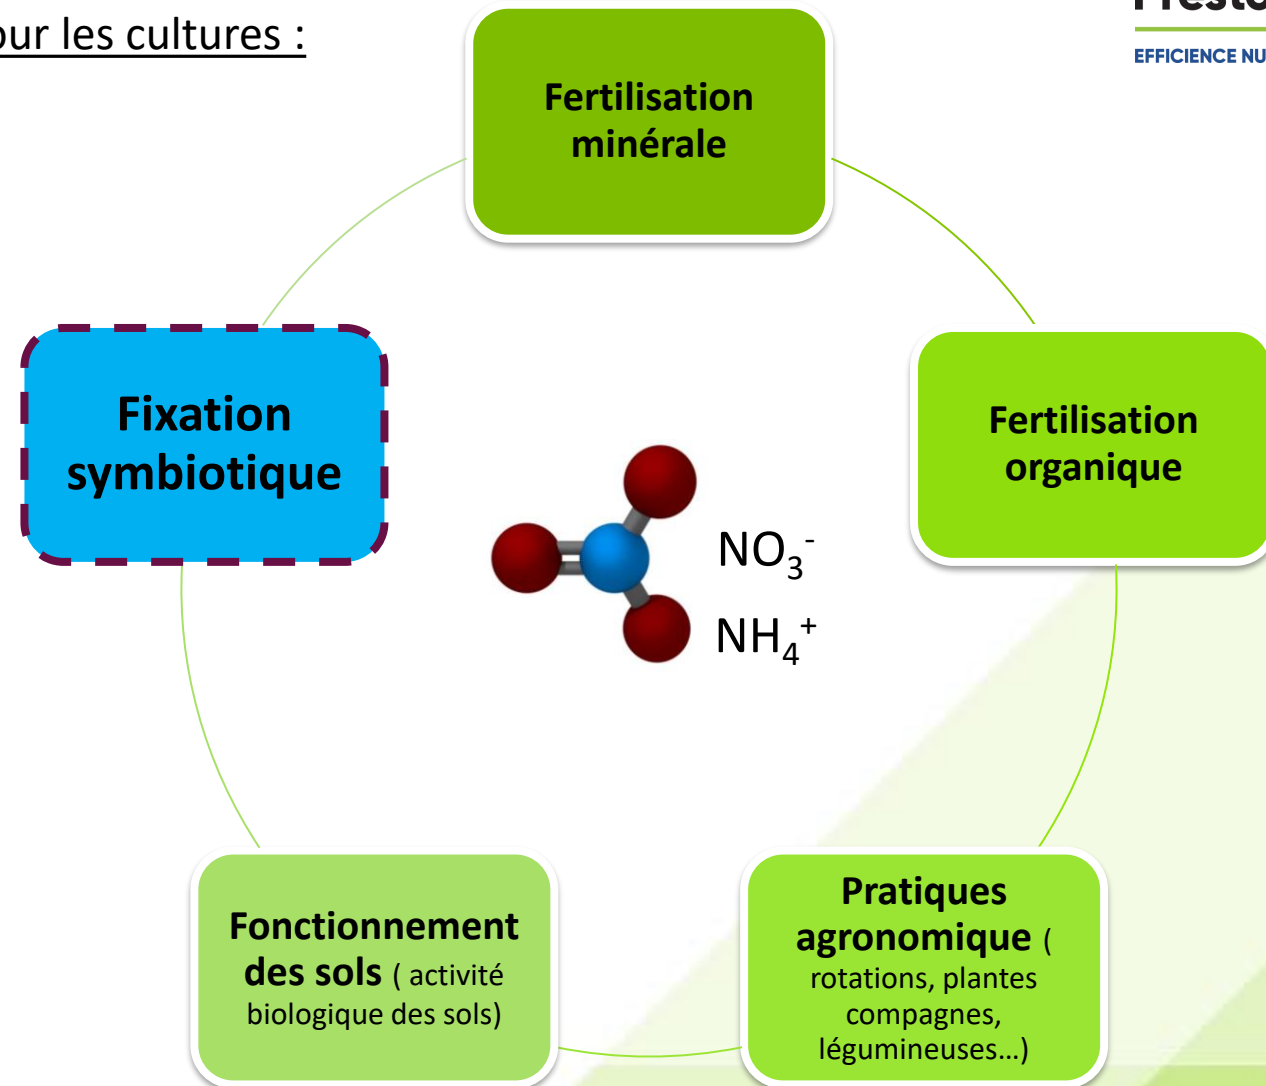 our les cultures :
EFFICIENCE NU
Fertilisation
minérale
Fixation
symbiotique
Fertilisation
organique
NO₃⁻
NH₄⁺
Fonctionnement
des sols ( activité
biologique des sols)
Pratiques
agronomique (
rotations, plantes
compagnes,
légumineuses…)